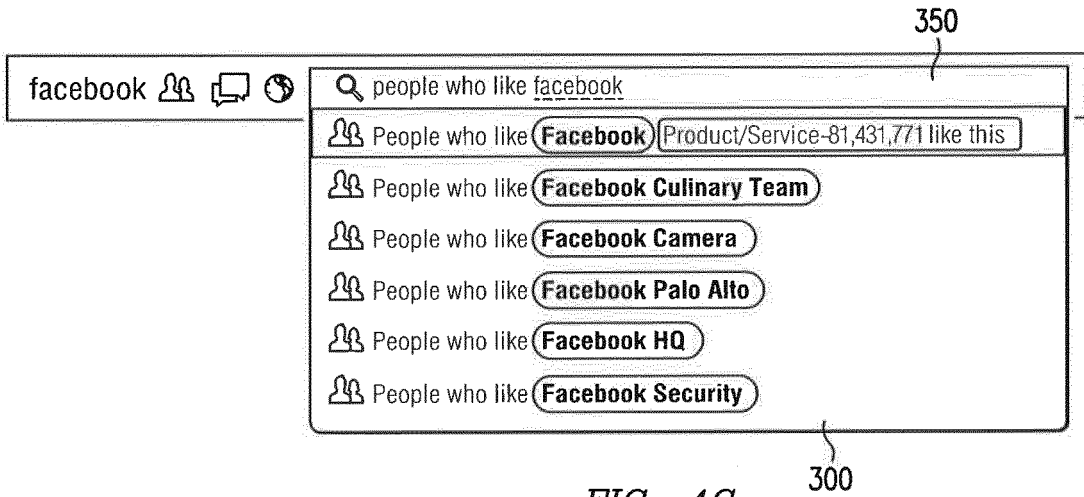 350
facebook people who like facebook
People who like Facebook Product/Service-81,431,771 like this
People who like Facebook Culinary Team
People who like Facebook Camera
People who like Facebook Palo Alto
People who like Facebook HQ
People who like Facebook Security
300